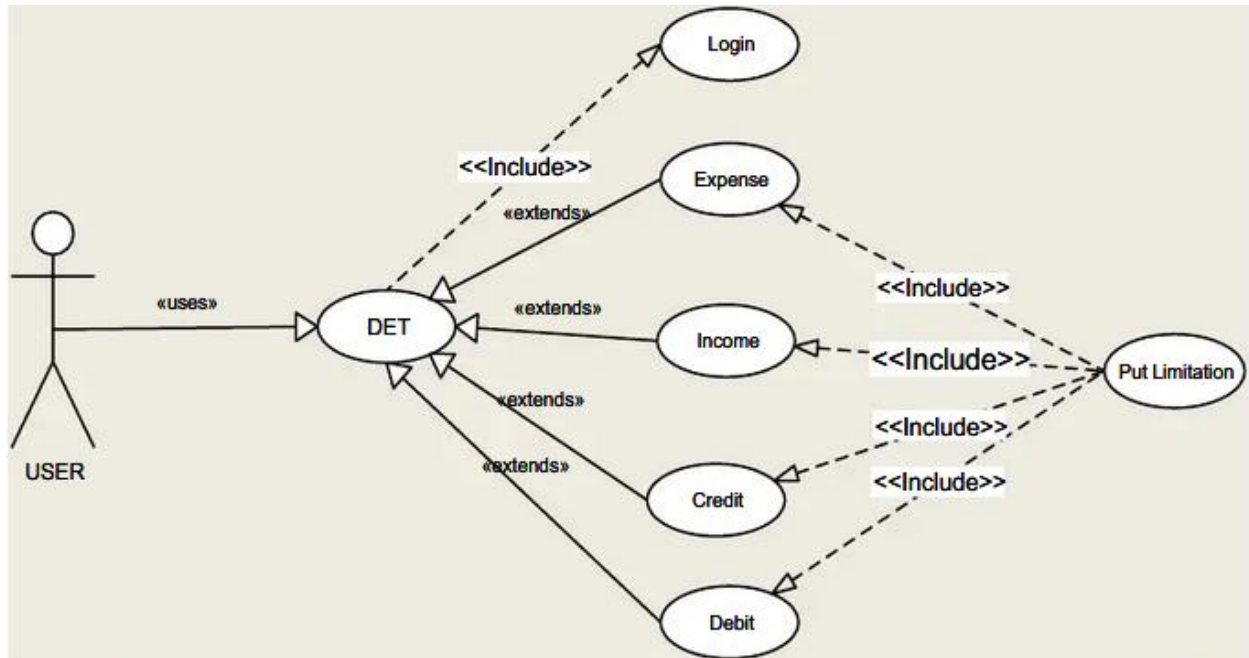 Login
<<Include>>
Expense
«extends»
«uses»
<<Include>>
«extends»
DET
Income
<<Include>>
Put Limitation
«extends»
<<Include>>
USER
«extends»
<<Include>>
Credit
Debit